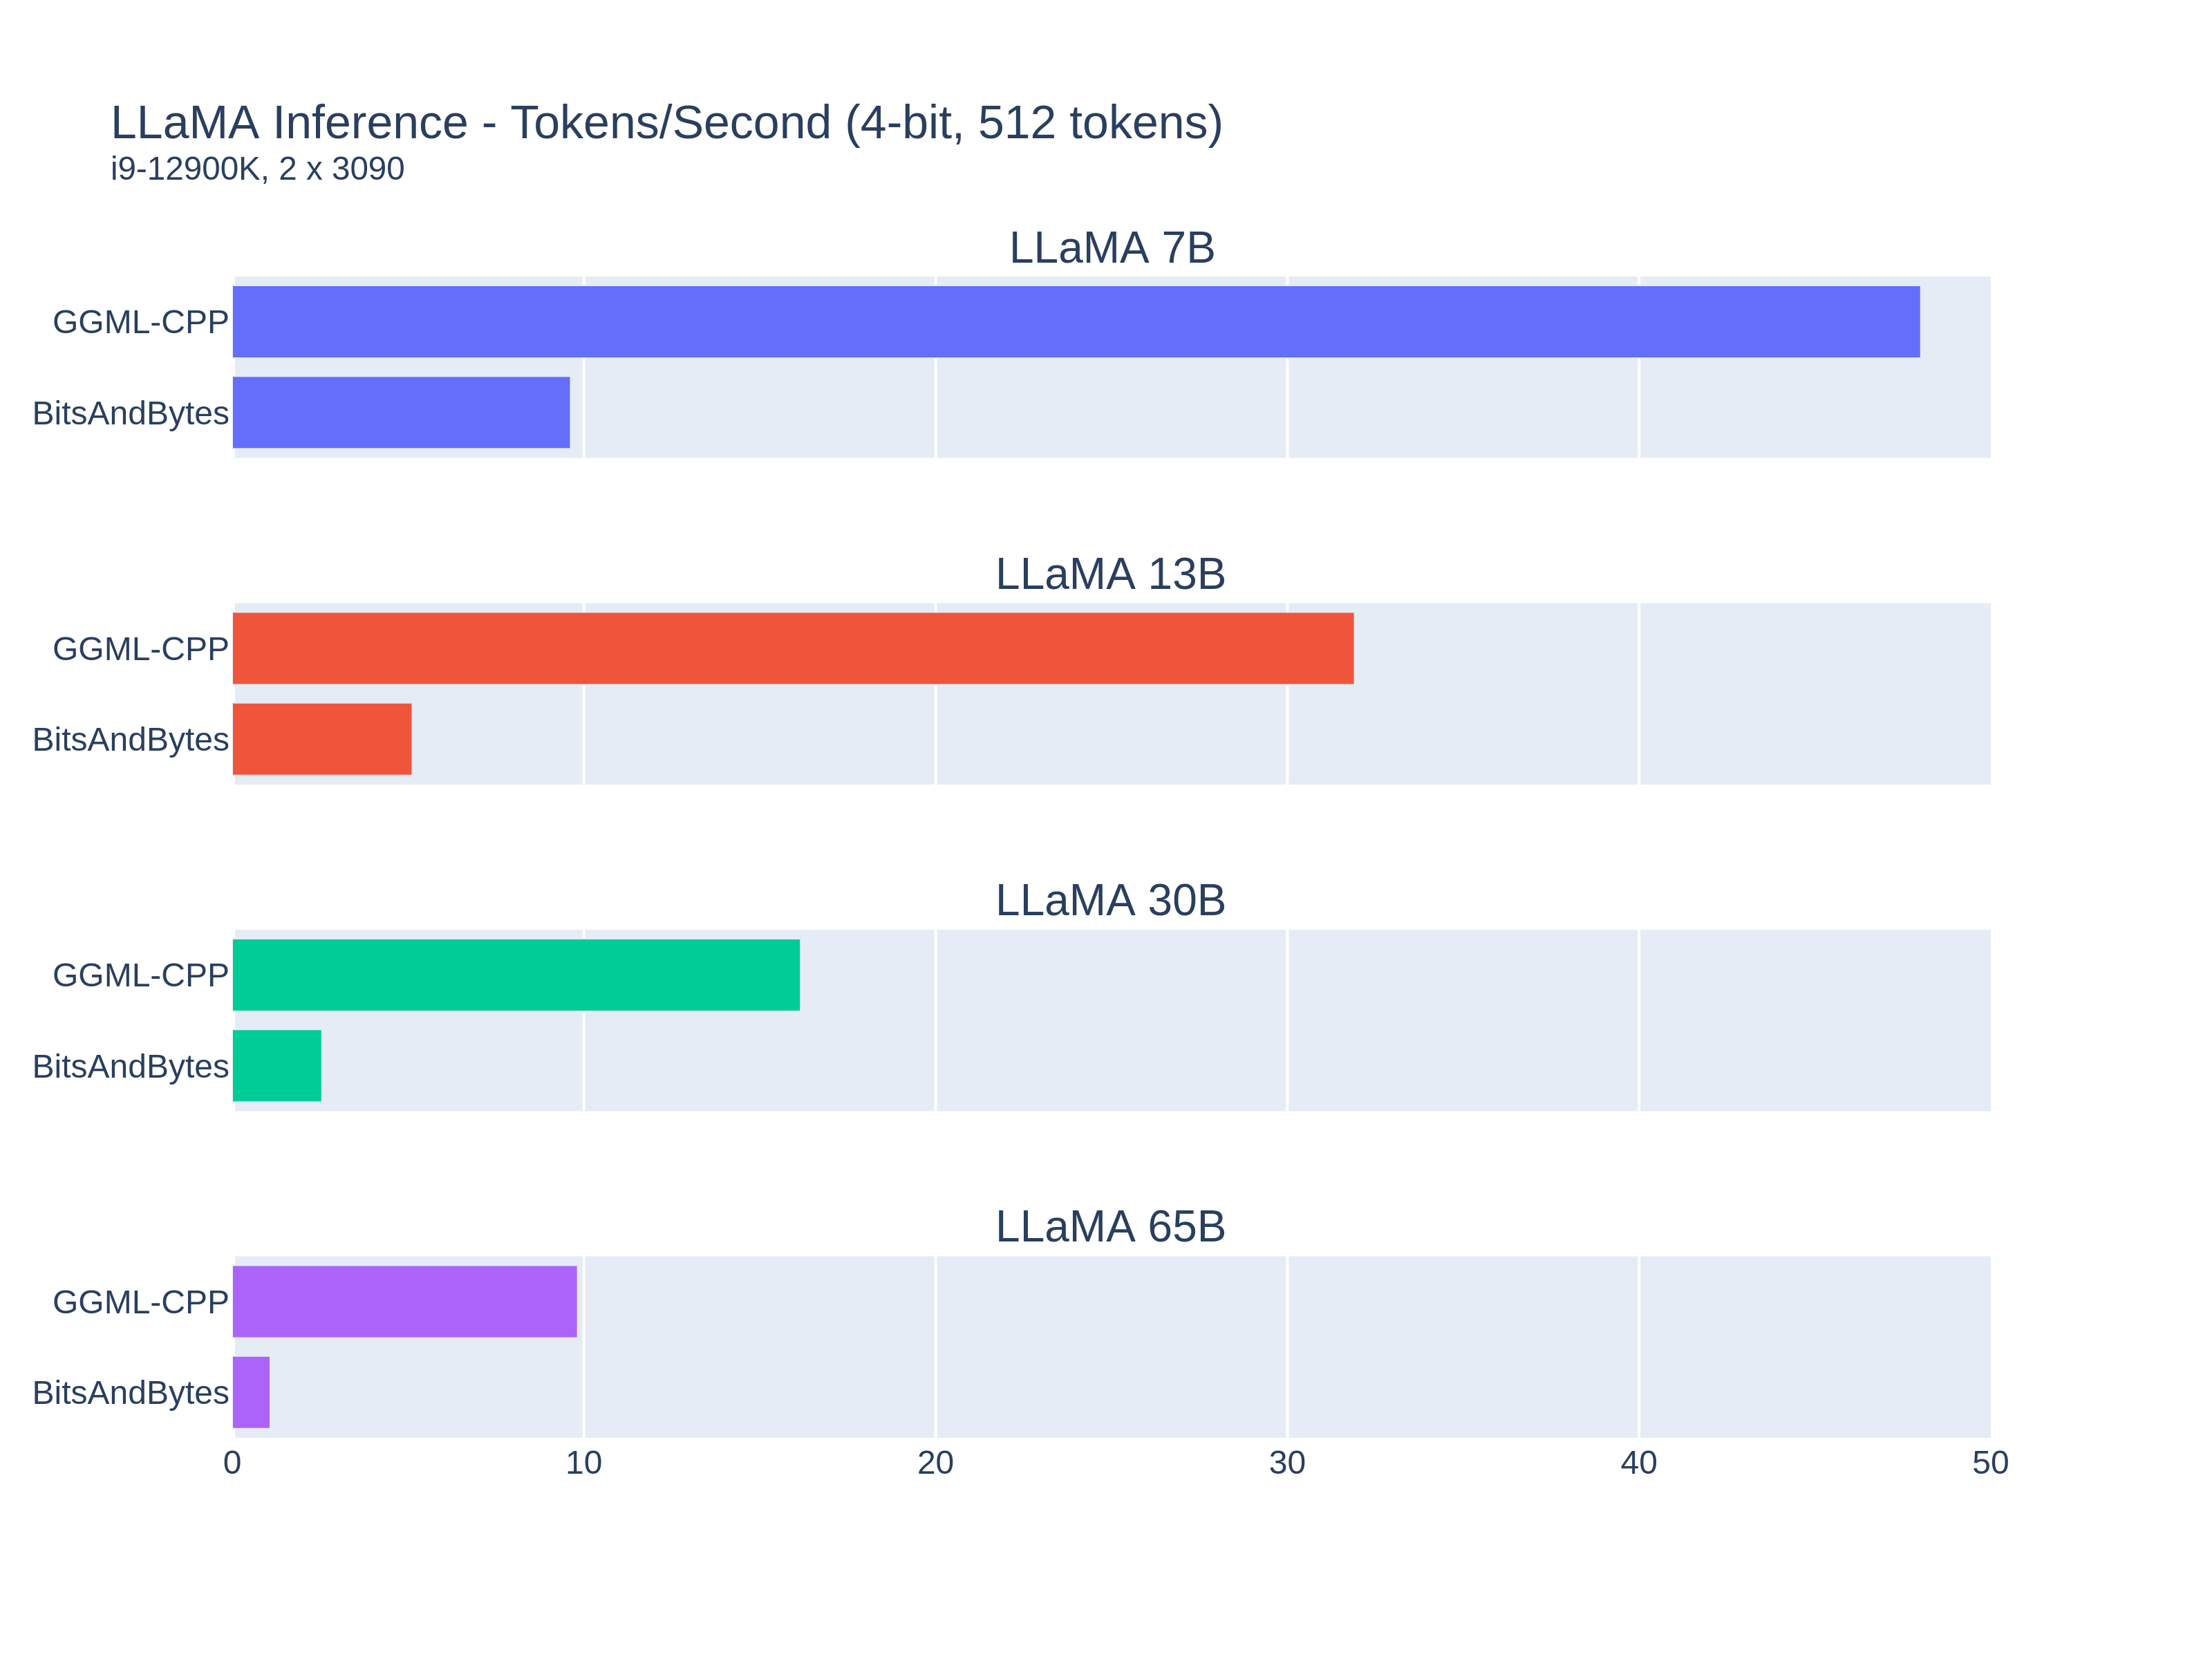 LLaMA Inference - Tokens/Second (4-bit, 512 tokens)
i9-12900K, 2 x 3090
LLaMA 7B
GGML-CPP
BitsAndBytes
LLaMA 13B
GGML-CPP
BitsAndBytes
LLaMA 30B
GGML-CPP
BitsAndBytes
LLaMA 65B
GGML-CPP
BitsAndBytes
0 10 20 30 40 50